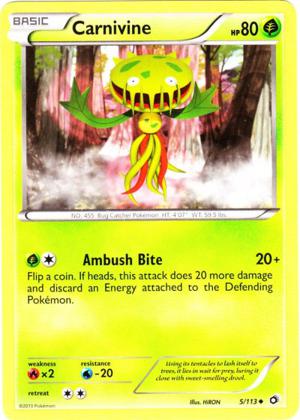 BASIC
Carnivine HP80
NO. 455 Bug Catcher Pokémon HT. 4'07" WT. 59.5 lbs.
Ambush Bite 20+
Flip a coin. If heads, this attack does 20 more damage
and discard an Energy attached to the Defending
Pokémon.
weakness resistance
×2 -20
retreat
Using its tentacles to lash itself to
trees, it lies in wait for prey, luring it
close with sweet-smelling drool.
©2013 Pokémon Illus. HiRON 5/113